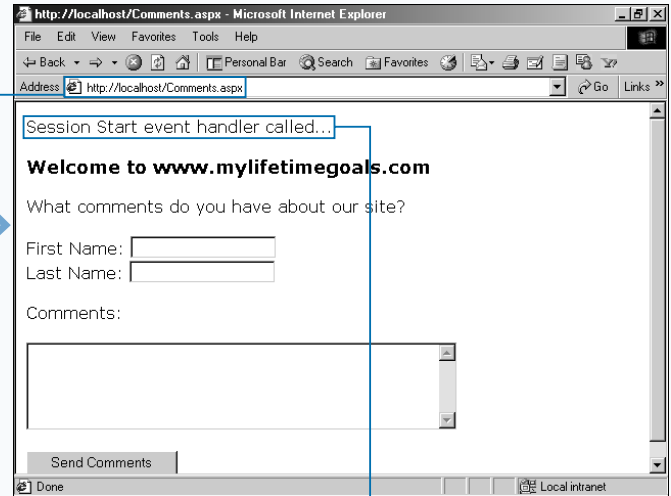 http://localhost/Comments.aspx - Microsoft Internet Explorer
File Edit View Favorites Tools Help
Back Personal Bar Search Favorites
Address http://localhost/Comments.aspx Go Links »
Session Start event handler called...
Welcome to www.mylifetimegoals.com
What comments do you have about our site?
First Name:
Last Name:
Comments:
Send Comments
Done Local intranet